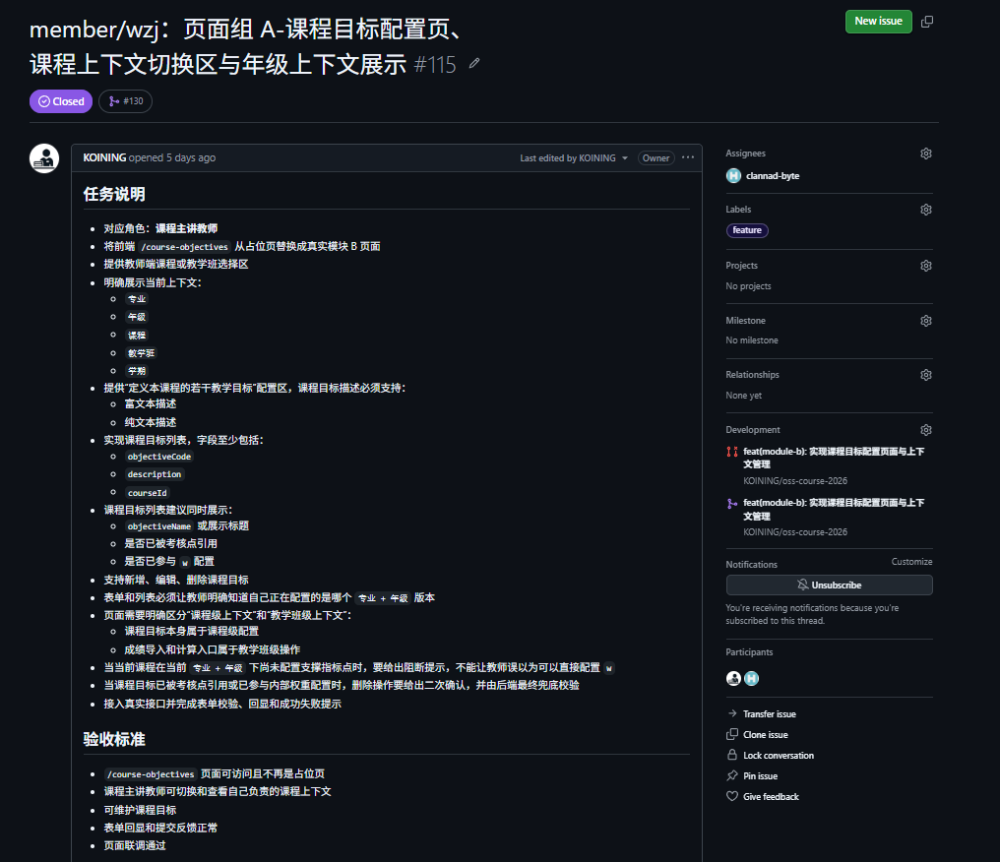 member/wzj：页面组 A-课程目标配置页、
课程上下文切换区与年级上下文展示 #115
New issue
Closed
#130
KOINING opened 5 days ago
Last edited by KOINING
Owner
任务说明
对应角色：课程主讲教师
将前端 /course-objectives 从占位页替换成真实模块 B 页面
提供教师端课程或教学班选择区
明确展示当前上下文：
专业
年级
课程
教学班
学期
提供“定义本课程的若干教学目标”配置区，课程目标描述必须支持：
富文本描述
纯文本描述
实现课程目标列表，字段至少包括：
objectiveCode
description
courseId
课程目标列表建议同时展示：
objectiveName 或展示标题
是否已被考核点引用
是否已参与 w 配置
支持新增、编辑、删除课程目标
表单和列表必须让教师明确知道自己正在配置的是哪个 专业 + 年级 版本
页面需要明确区分“课程级上下文”和“教学班级上下文”：
课程目标本身属于课程级配置
成绩导入和计算入口属于教学班级操作
当当前课程在当前 专业 + 年级 下尚未配置支撑指标点时，要给出阻断提示，不能让教师误以为可以直接配置 w
当课程目标已被考核点引用或已参与内部权重配置时，删除操作要给出二次确认，并由后端最终兜底校验
接入真实接口并完成表单校验、回显和成功失败提示
验收标准
/course-objectives 页面可访问且不再是占位页
课程主讲教师可切换和查看自己负责的课程上下文
可维护课程目标
表单回显和提交反馈正常
页面联调通过
Assignees
clannad-byte
Labels
feature
Projects
No projects
Milestone
No milestone
Relationships
None yet
Development
feat(module-b): 实现课程目标配置页面与上下
文管理
KOINING/oss-course-2026
feat(module-b): 实现课程目标配置页面与上下
文管理
KOINING/oss-course-2026
Notifications
Customize
Unsubscribe
You're receiving notifications because you're
subscribed to this thread.
Participants
Transfer issue
Clone issue
Lock conversation
Pin issue
Give feedback